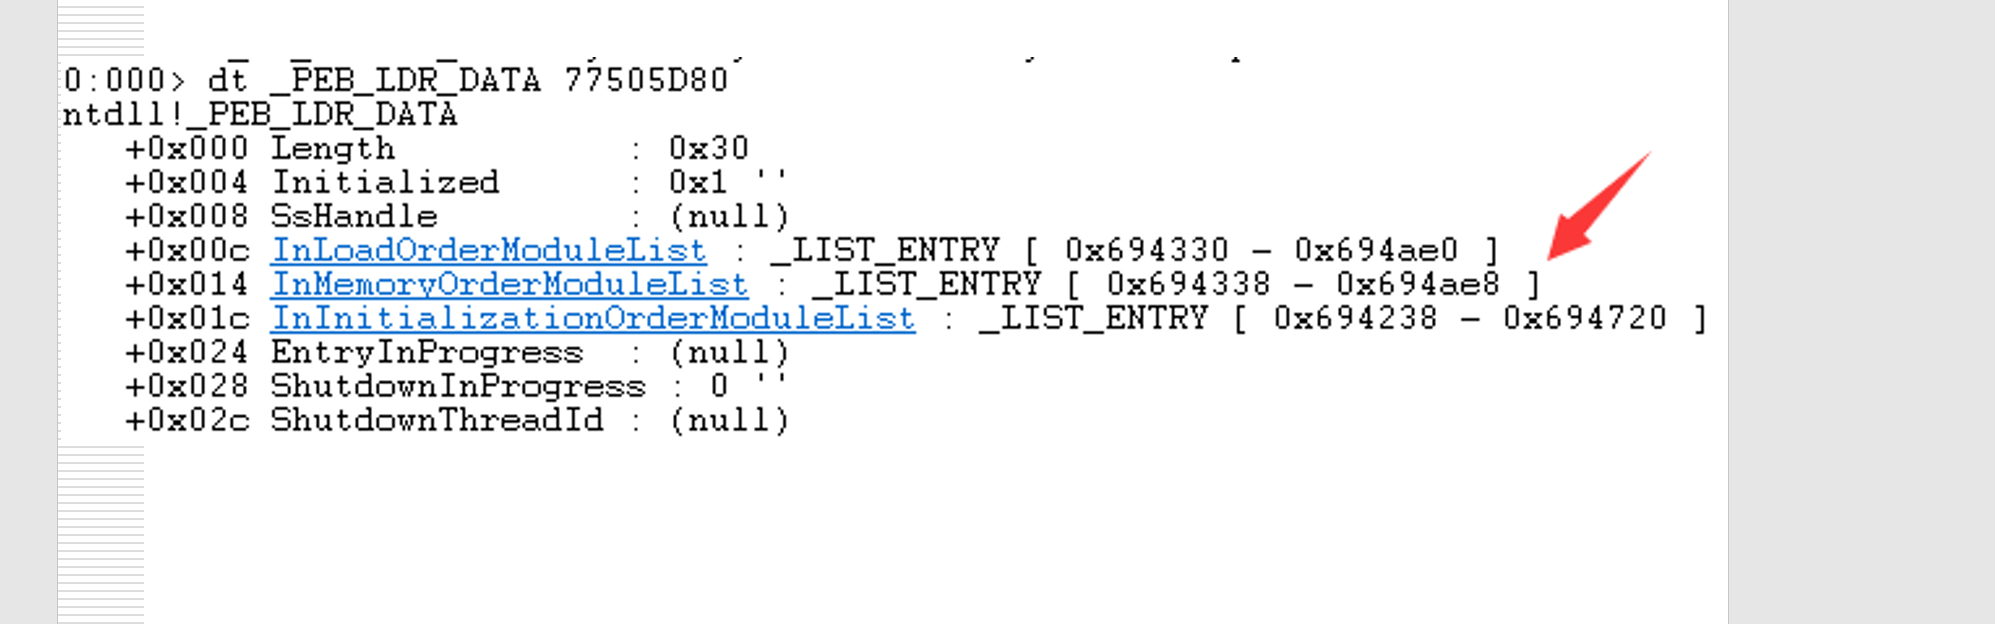 0:000> dt _PEB_LDR_DATA 77505D80
ntdll!_PEB_LDR_DATA
   +0x000 Length            : 0x30
   +0x004 Initialized       : 0x1 ''
   +0x008 SsHandle          : (null)
   +0x00c InLoadOrderModuleList : _LIST_ENTRY [ 0x694330 - 0x694ae0 ]
   +0x014 InMemoryOrderModuleList : _LIST_ENTRY [ 0x694338 - 0x694ae8 ]
   +0x01c InInitializationOrderModuleList : _LIST_ENTRY [ 0x694238 - 0x694720 ]
   +0x024 EntryInProgress   : (null)
   +0x028 ShutdownInProgress : 0 ''
   +0x02c ShutdownThreadId  : (null)